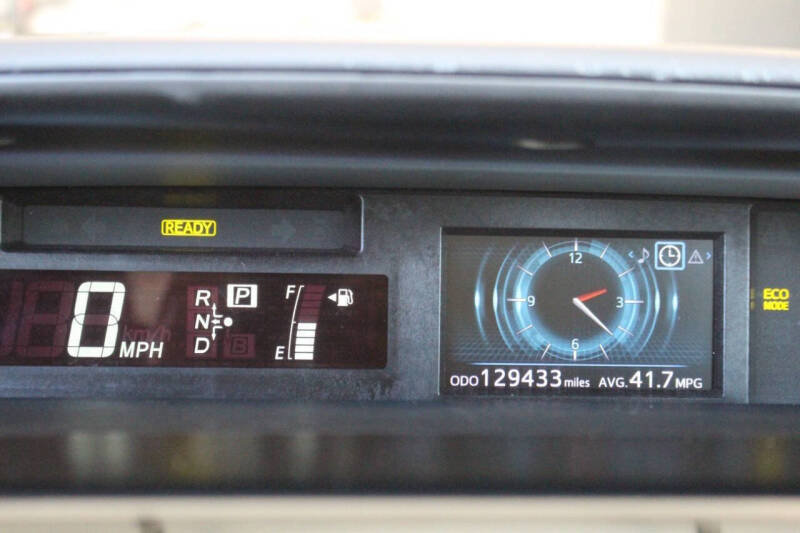 READY
0 MPH
R P
N
D B
F
E
12
3
6
9
ODO 129433 miles AVG. 41.7 MPG
ECO
MODE